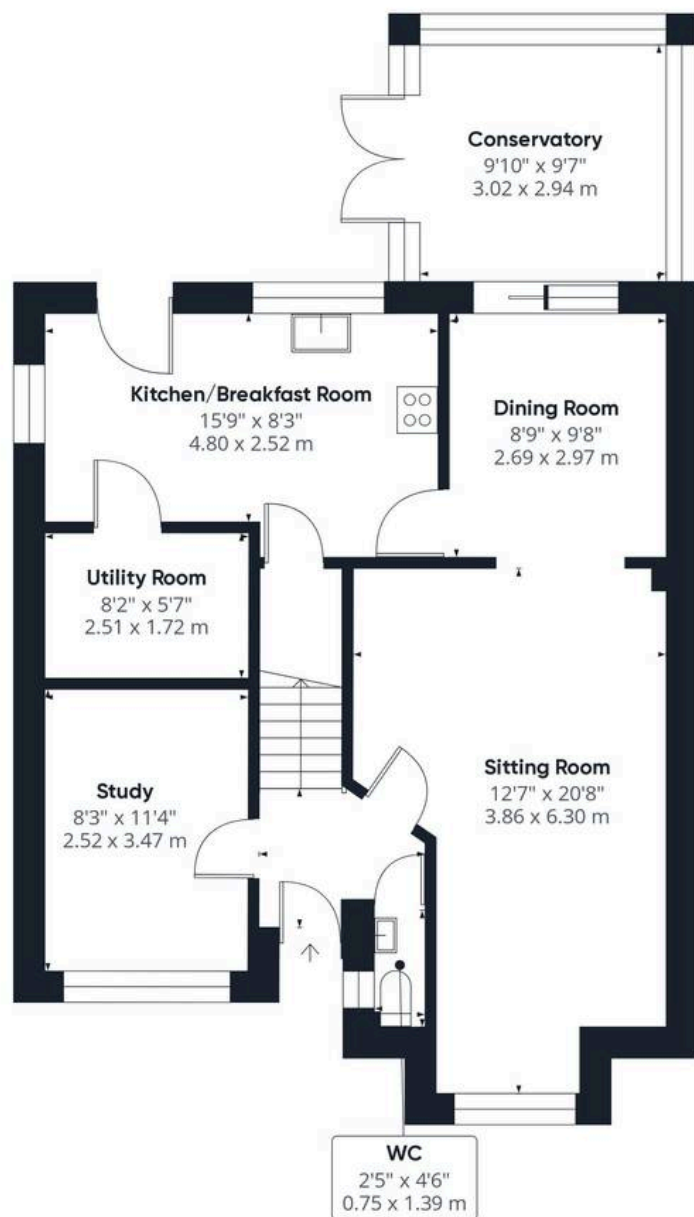 Conservatory
9'10" x 9'7"
3.02 x 2.94 m
Kitchen/Breakfast Room
15'9" x 8'3"
4.80 x 2.52 m
Dining Room
8'9" x 9'8"
2.69 x 2.97 m
Utility Room
8'2" x 5'7"
2.51 x 1.72 m
Study
8'3" x 11'4"
2.52 x 3.47 m
Sitting Room
12'7" x 20'8"
3.86 x 6.30 m
WC
2'5" x 4'6"
0.75 x 1.39 m